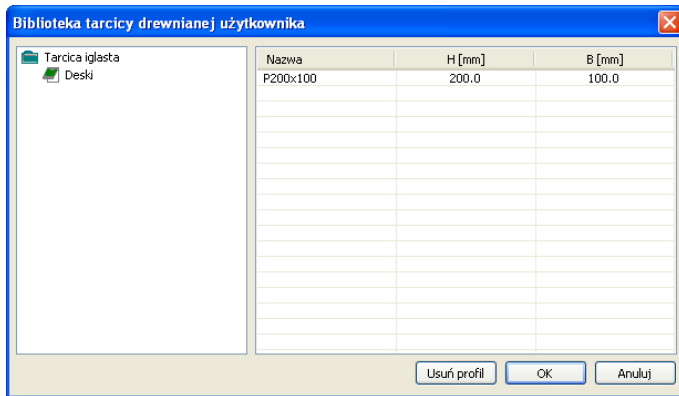 Biblioteka tarcicy drewnianej użytkownika
Tarcica iglasta
Deski
Nazwa H [mm] B [mm]
P200x100 200.0 100.0
Usuń profil OK Anuluj